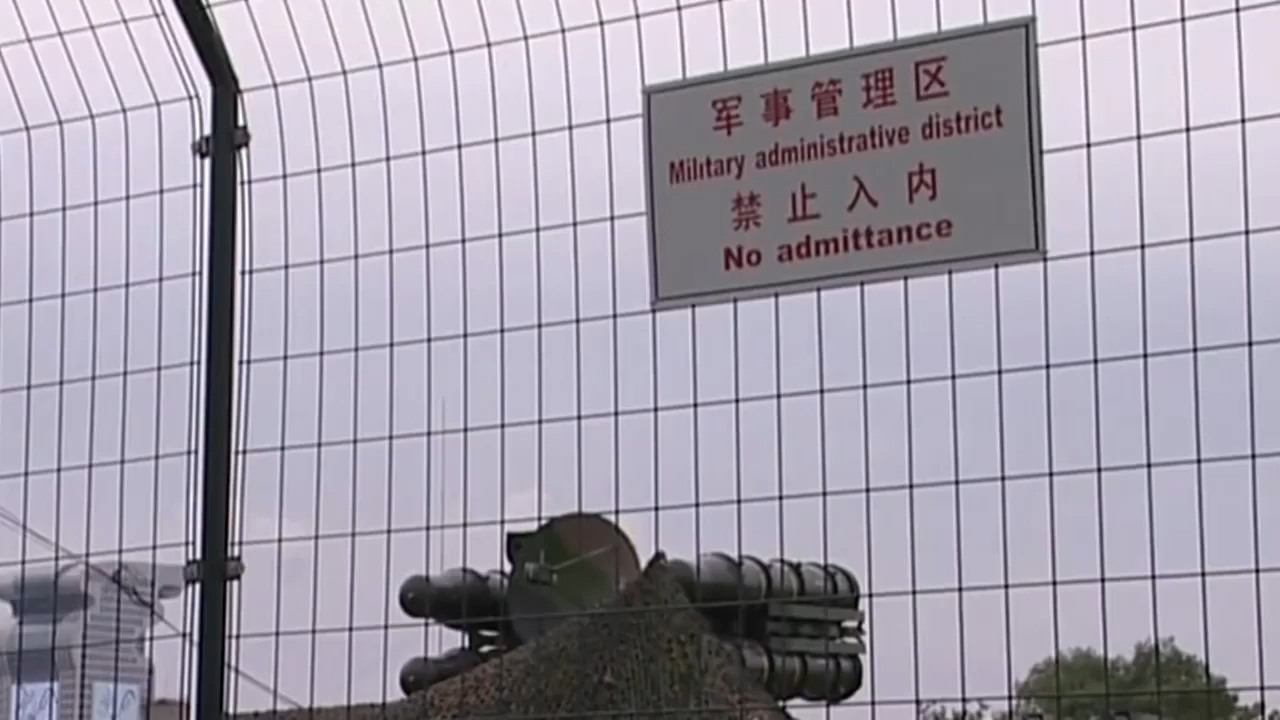 军事管理区
Military administrative district
禁止入内
No admittance